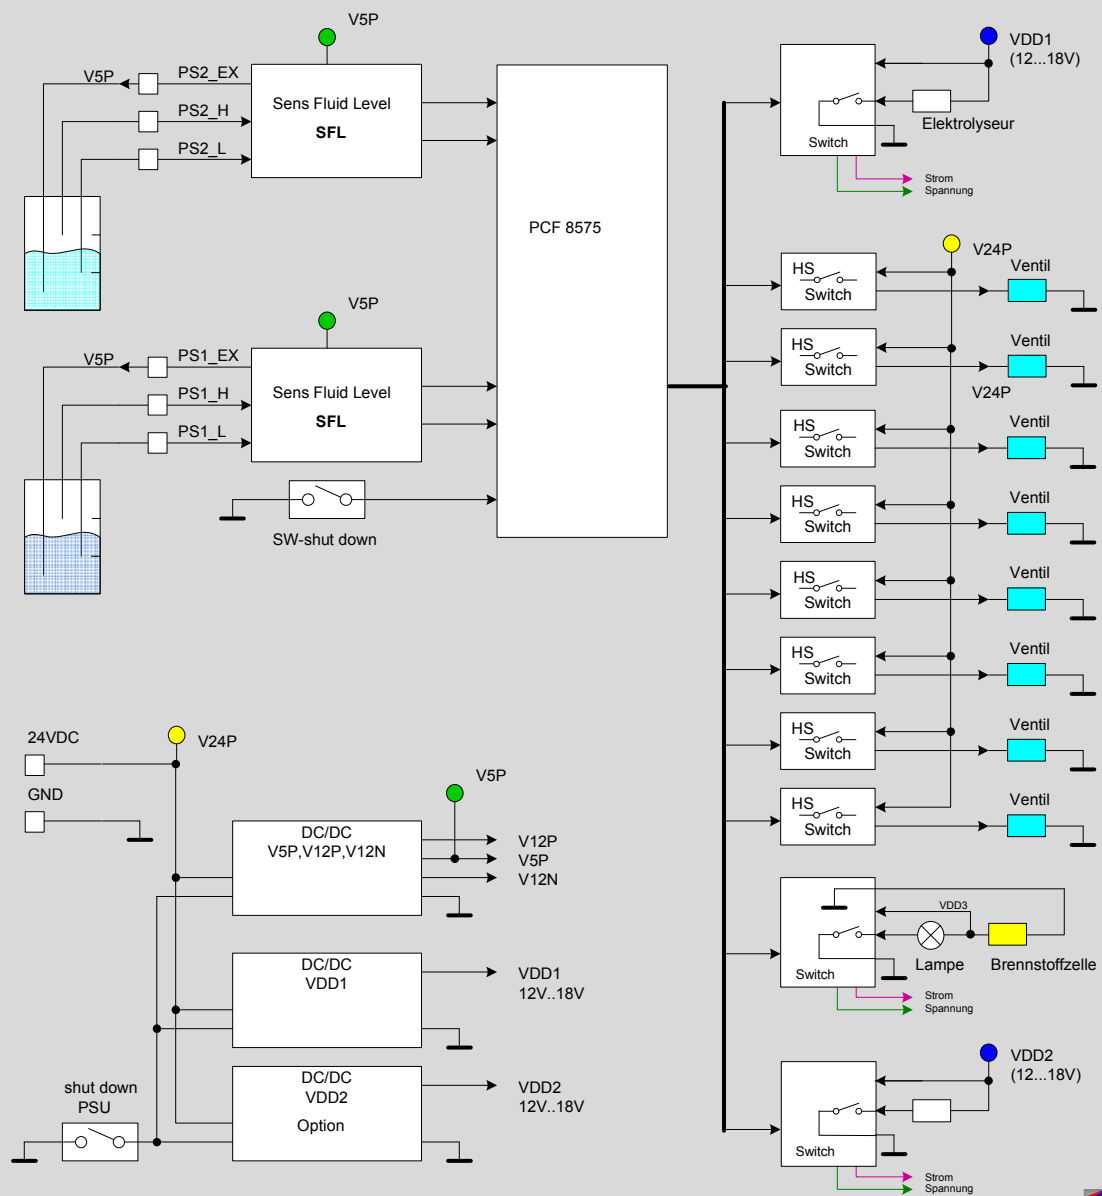 V5P
V5P
PS2_EX
PS2_H
PS2_L
Sens Fluid Level
SFL
V5P
V5P
PS1_EX
PS1_H
PS1_L
Sens Fluid Level
SFL
SW-shut down
PCF 8575
VDD1
(12...18V)
Elektrolyseur
Switch
Strom
Spannung
V24P
HS
Switch
Ventil
HS
Switch
Ventil
V24P
HS
Switch
Ventil
HS
Switch
Ventil
HS
Switch
Ventil
HS
Switch
Ventil
HS
Switch
Ventil
HS
Switch
Ventil
VDD3
Lampe
Brennstoffzelle
Switch
Strom
Spannung
VDD2
(12...18V)
Switch
Strom
Spannung
24VDC
V24P
GND
V5P
DC/DC
V5P,V12P,V12N
V12P
V5P
V12N
DC/DC
VDD1
VDD1
12V..18V
DC/DC
VDD2
Option
VDD2
12V..18V
shut down
PSU